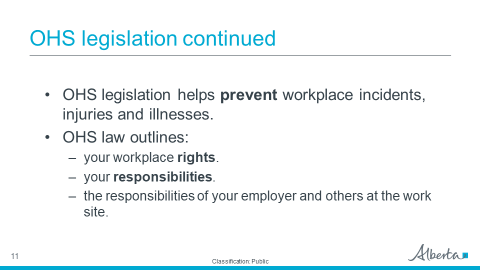 OHS legislation continued
• OHS legislation helps prevent workplace incidents,
injuries and illnesses.
• OHS law outlines:
– your workplace rights.
– your responsibilities.
– the responsibilities of your employer and others at the work
site.
11
Classification: Public
Alberta